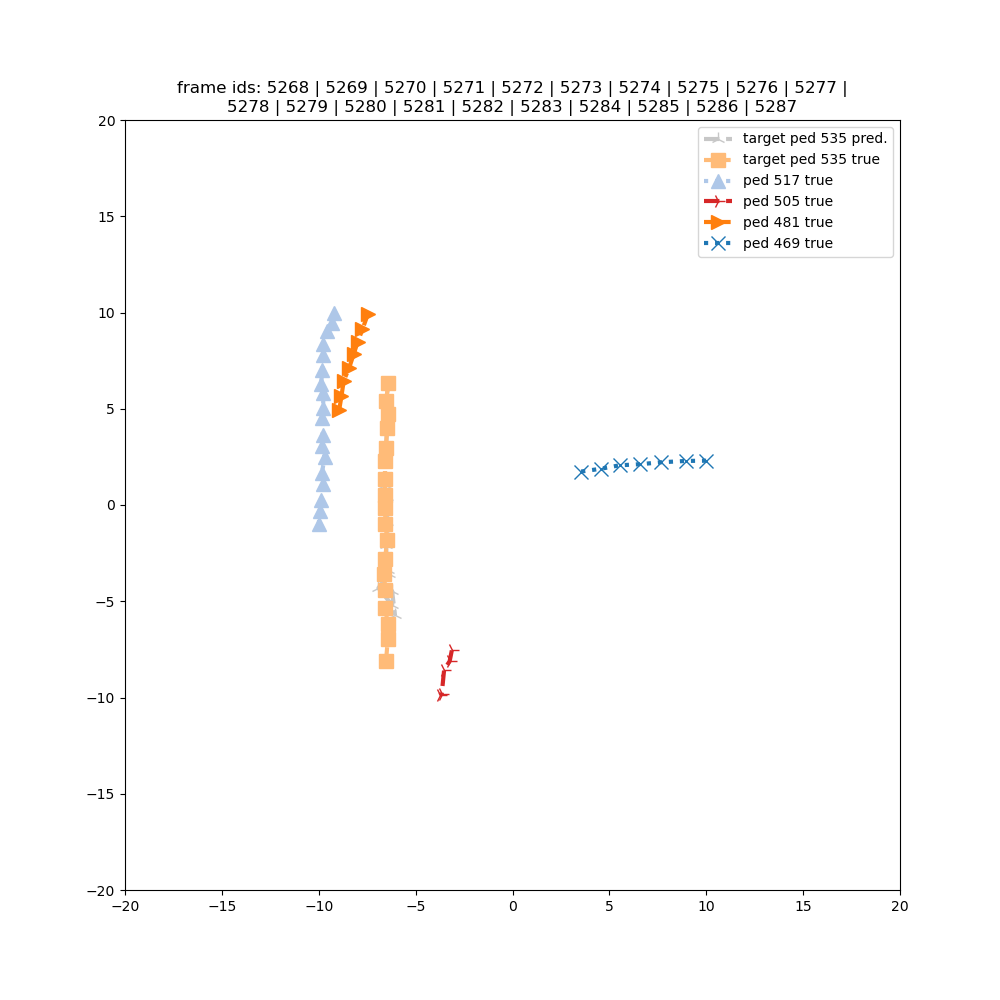 frame ids: 5268 | 5269 | 5270 | 5271 | 5272 | 5273 | 5274 | 5275 | 5276 | 5277 |
5278 | 5279 | 5280 | 5281 | 5282 | 5283 | 5284 | 5285 | 5286 | 5287
target ped 535 pred.
target ped 535 true
ped 517 true
ped 505 true
ped 481 true
ped 469 true
20
15
10
5
0
−5
−10
−15
−20
−20 −15 −10 −5 0 5 10 15 20